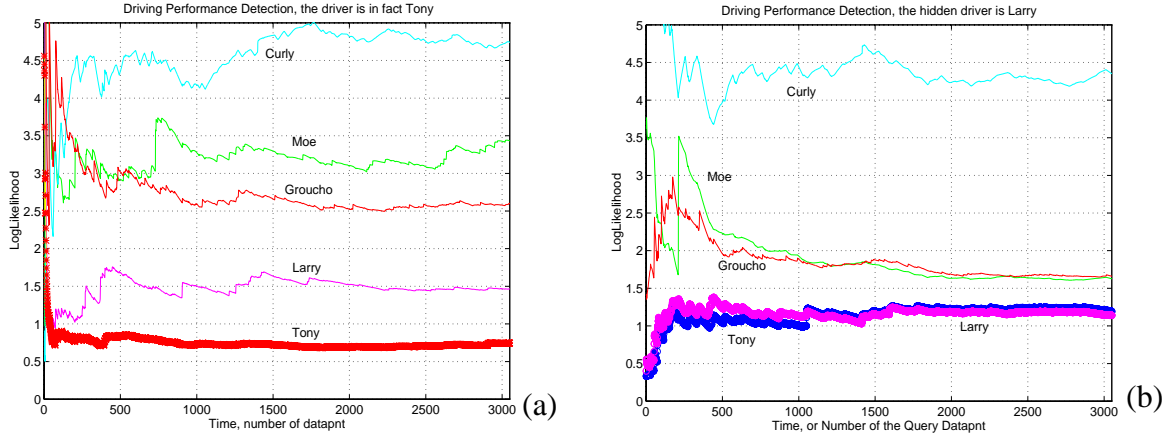 Driving Performance Detection, the driver is in fact Tony
5
4.5
4
3.5
3
2.5
2
1.5
1
0.5
0
LogLikelihood
Curly
Moe
Groucho
Larry
Tony
0 500 1000 1500 2000 2500 3000
Time, number of datapnt
(a)
Driving Performance Detection, the hidden driver is Larry
5
4.5
4
3.5
3
2.5
2
1.5
1
0.5
0
LogLikelihood
Curly
Moe
Groucho
Tony
Larry
0 500 1000 1500 2000 2500 3000
Time, or Number of the Query Datapnt
(b)